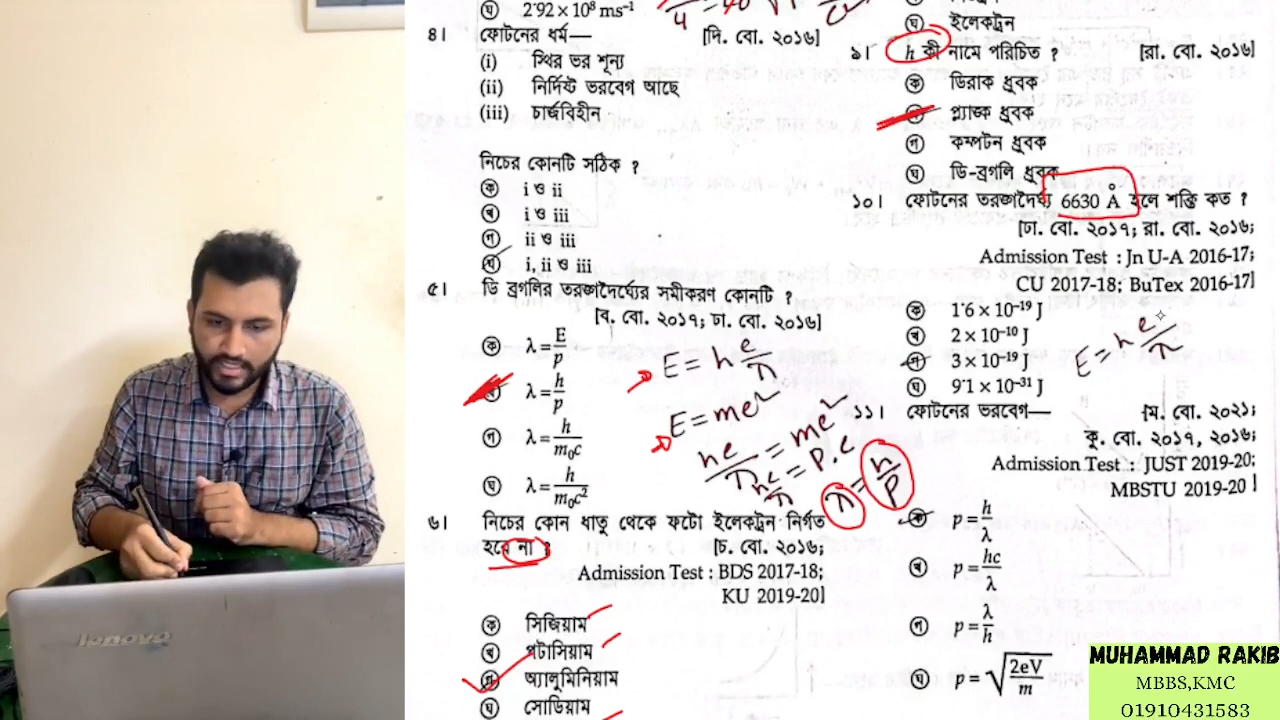 ঘ 2·92 × 10⁸ ms⁻¹
৪। ফোটনের ধর্ম— [দি. বো. ২০১৬]
(i) স্থির ভর শূন্য
(ii) নির্দিষ্ট ভরবেগ আছে
(iii) চার্জবিহীন
নিচের কোনটি সঠিক ?
ক i ও ii
খ i ও iii
গ ii ও iii
ঘ i, ii ও iii
৫। ডি ব্রগলির তরঙ্গদৈর্ঘ্যের সমীকরণ কোনটি ?
[ব. বো. ২০১৭; ঢা. বো. ২০১৬]
ক λ = E/p
λ = h/p
গ λ = h/m₀c
ঘ λ = h/m₀c²
E = h c/λ
E = mc²
hc/λ = mc²
hc/λ = P.c
λ = h/P
৬। নিচের কোন ধাতু থেকে ফটো ইলেকট্রন নির্গত
হবে না ? [চ. বো. ২০১৬;
Admission Test : BDS 2017-18;
KU 2019-20]
ক সিজিয়াম
খ পটাসিয়াম
গ অ্যালুমিনিয়াম
ঘ সোডিয়াম
ঘ ইলেকট্রন
৯। h কী নামে পরিচিত ? [রা. বো. ২০১৬]
ক ডিরাক ধ্রুবক
প্ল্যাঙ্ক ধ্রুবক
গ কম্পটন ধ্রুবক
ঘ ডি-ব্রগলি ধ্রুবক
১০। ফোটনের তরঙ্গদৈর্ঘ্য 6630 Å হলে শক্তি কত ?
[ঢা. বো. ২০১৭; রা. বো. ২০১৬;
Admission Test : Jn U-A 2016-17;
CU 2017-18; BuTex 2016-17]
ক 1·6 × 10⁻¹⁹ J
খ 2 × 10⁻¹⁰ J
গ 3 × 10⁻¹⁹ J
ঘ 9·1 × 10⁻³¹ J
E = h c/λ
১১। ফোটনের ভরবেগ— [ম. বো. ২০২১;
কু. বো. ২০১৭, ২০১৬;
Admission Test : JUST 2019-20;
MBSTU 2019-20]
ক p = h/λ
খ p = hc/λ
গ p = λ/h
ঘ p = √(2eV/m)
lenovo
MUHAMMAD RAKIB
MBBS,KMC
01910431583